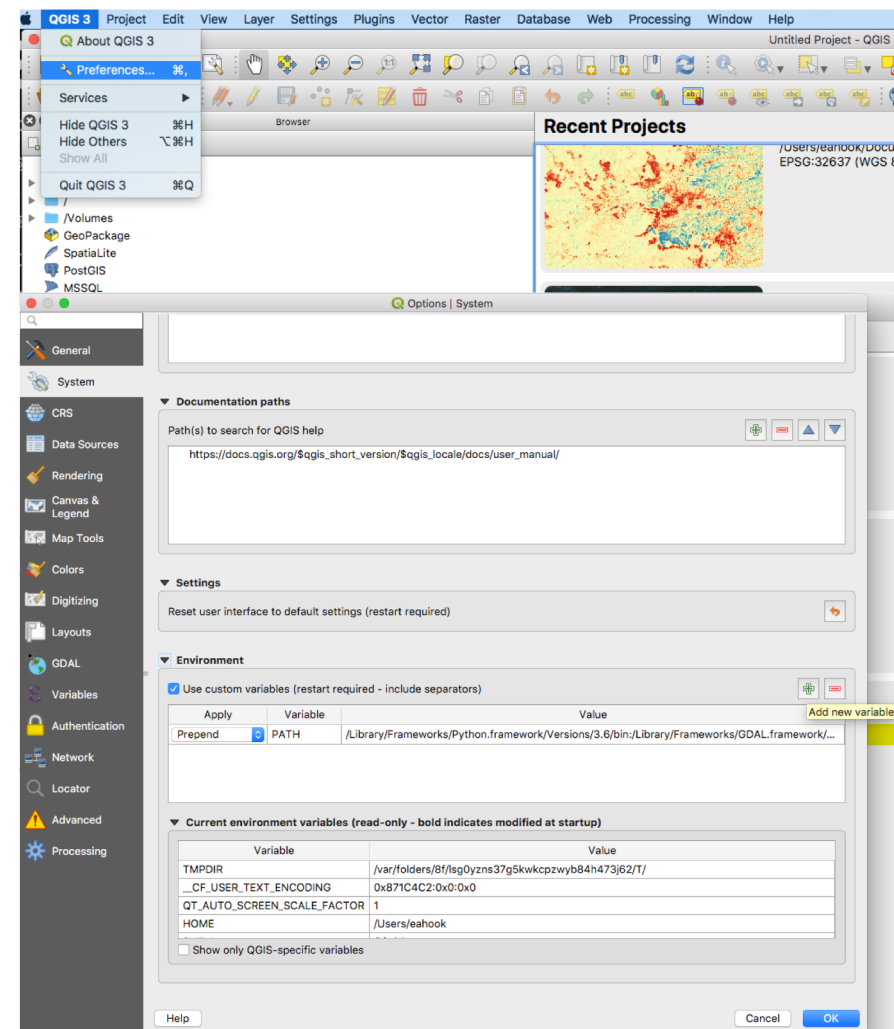 QGIS 3 Project Edit View Layer Settings Plugins Vector Raster Database Web Processing Window Help
About QGIS 3
Untitled Project - QGIS
Preferences... ⌘,
Services
Hide QGIS 3 ⌘H
Hide Others ⌥⌘H
Show All
Quit QGIS 3 ⌘Q
Browser
abc ab abc abc abc abc
Recent Projects
/Users/eahook/Docu
EPSG:32637 (WGS 8
/
/Volumes
GeoPackage
SpatiaLite
PostGIS
MSSQL
Options | System
General
System
CRS
Data Sources
Rendering
Canvas &
Legend
Map Tools
Colors
Digitizing
Layouts
GDAL
Variables
Authentication
Network
Locator
Advanced
Processing
Documentation paths
Path(s) to search for QGIS help
https://docs.qgis.org/$qgis_short_version/$qgis_locale/docs/user_manual/
Settings
Reset user interface to default settings (restart required)
Environment
Use custom variables (restart required - include separators)
Add new variable
Apply Variable Value
Prepend PATH /Library/Frameworks/Python.framework/Versions/3.6/bin:/Library/Frameworks/GDAL.framework/...
Current environment variables (read-only - bold indicates modified at startup)
Variable Value
TMPDIR /var/folders/8f/lsg0yzns37g5kwkcpzwyb84h473j62/T/
__CF_USER_TEXT_ENCODING 0x871C4C2:0x0:0x0
QT_AUTO_SCREEN_SCALE_FACTOR 1
HOME /Users/eahook
Show only QGIS-specific variables
Help Cancel OK